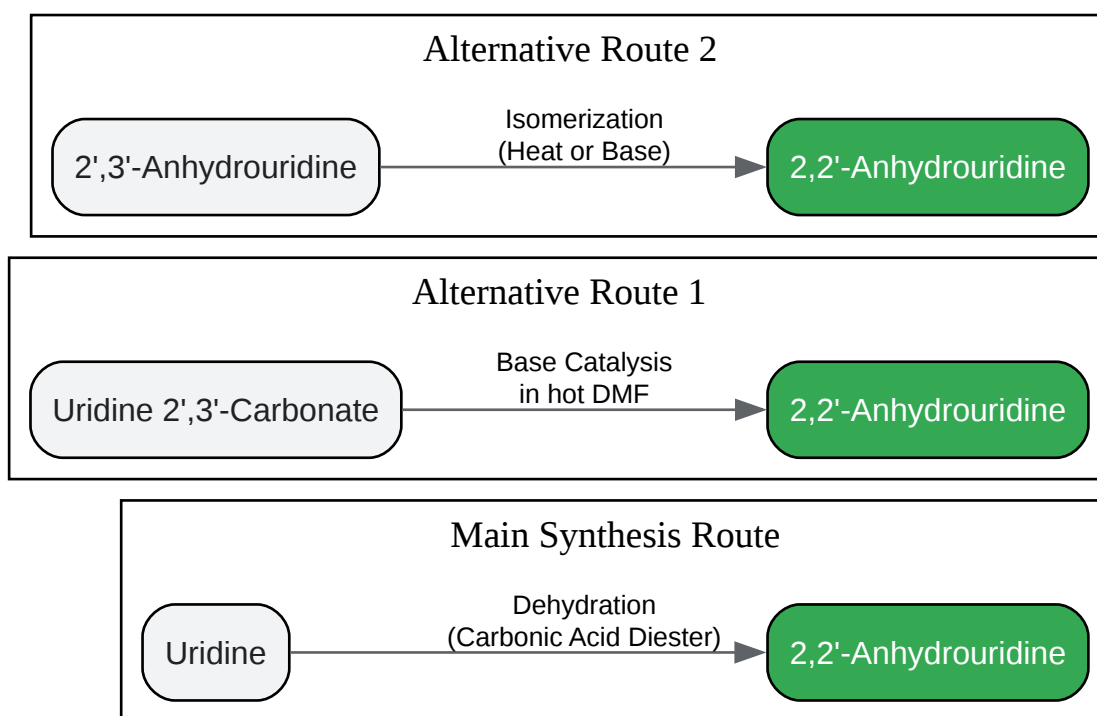 Alternative Route 2
Isomerization
(Heat or Base)
2',3'-Anhydrouridine
2,2'-Anhydrouridine
Alternative Route 1
Base Catalysis
in hot DMF
Uridine 2',3'-Carbonate
2,2'-Anhydrouridine
Main Synthesis Route
Dehydration
(Carbonic Acid Diester)
Uridine
2,2'-Anhydrouridine